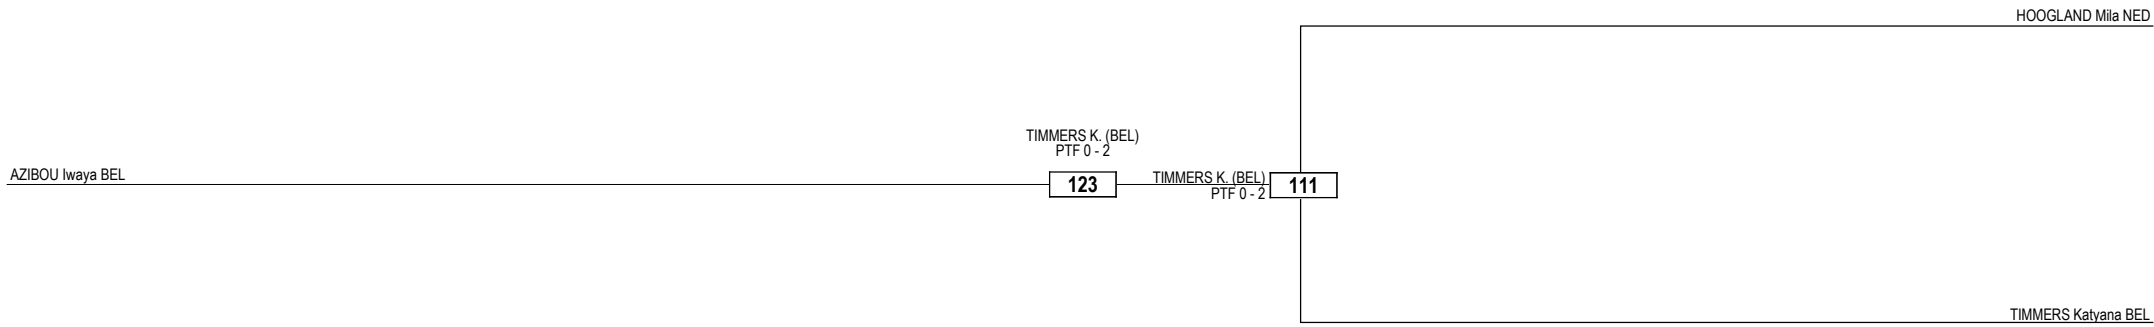 HOOGLAND Mila NED
TIMMERS K. (BEL)
PTF 0 - 2
AZIBOU Iwaya BEL
123
TIMMERS K. (BEL)
PTF 0 - 2
111
TIMMERS Katyana BEL